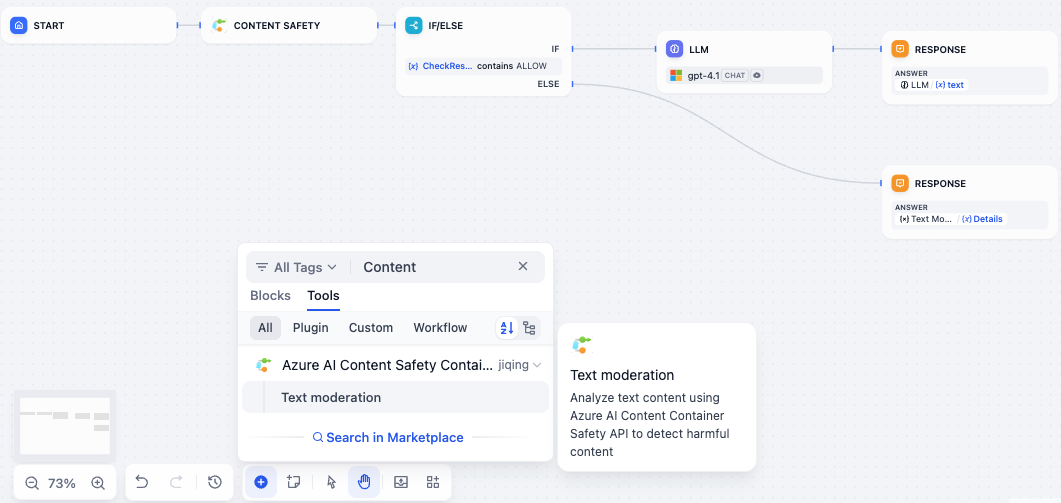 START
CONTENT SAFETY
IF/ELSE
IF
{x} CheckRes... contains ALLOW
ELSE
LLM
gpt-4.1 CHAT
RESPONSE
ANSWER
LLM / {x} text
RESPONSE
ANSWER
Text Mo... / {x} Details
All Tags
Content
Blocks
Tools
All
Plugin
Custom
Workflow
AZ
Azure AI Content Safety Contai... jiqing
Text moderation
Search in Marketplace
Text moderation
Analyze text content using
Azure AI Content Container
Safety API to detect harmful
content
73%